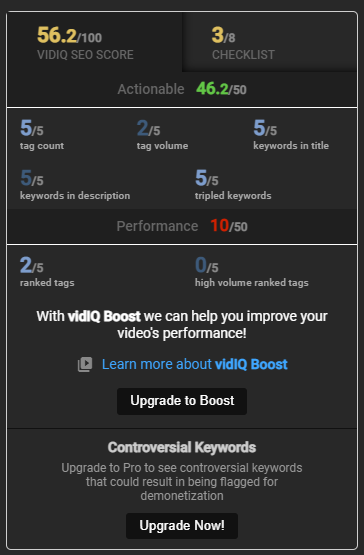 56.2/100 3/8
VIDIQ SEO SCORE CHECKLIST
Actionable 46.2/50
5/5 2/5 5/5
tag count tag volume keywords in title
5/5 5/5
keywords in description tripled keywords
Performance 10/50
2/5 0/5
ranked tags high volume ranked tags
With vidIQ Boost we can help you improve your
video's performance!
Learn more about vidIQ Boost
Upgrade to Boost
Controversial Keywords
Upgrade to Pro to see controversial keywords
that could result in being flagged for
demonetization
Upgrade Now!